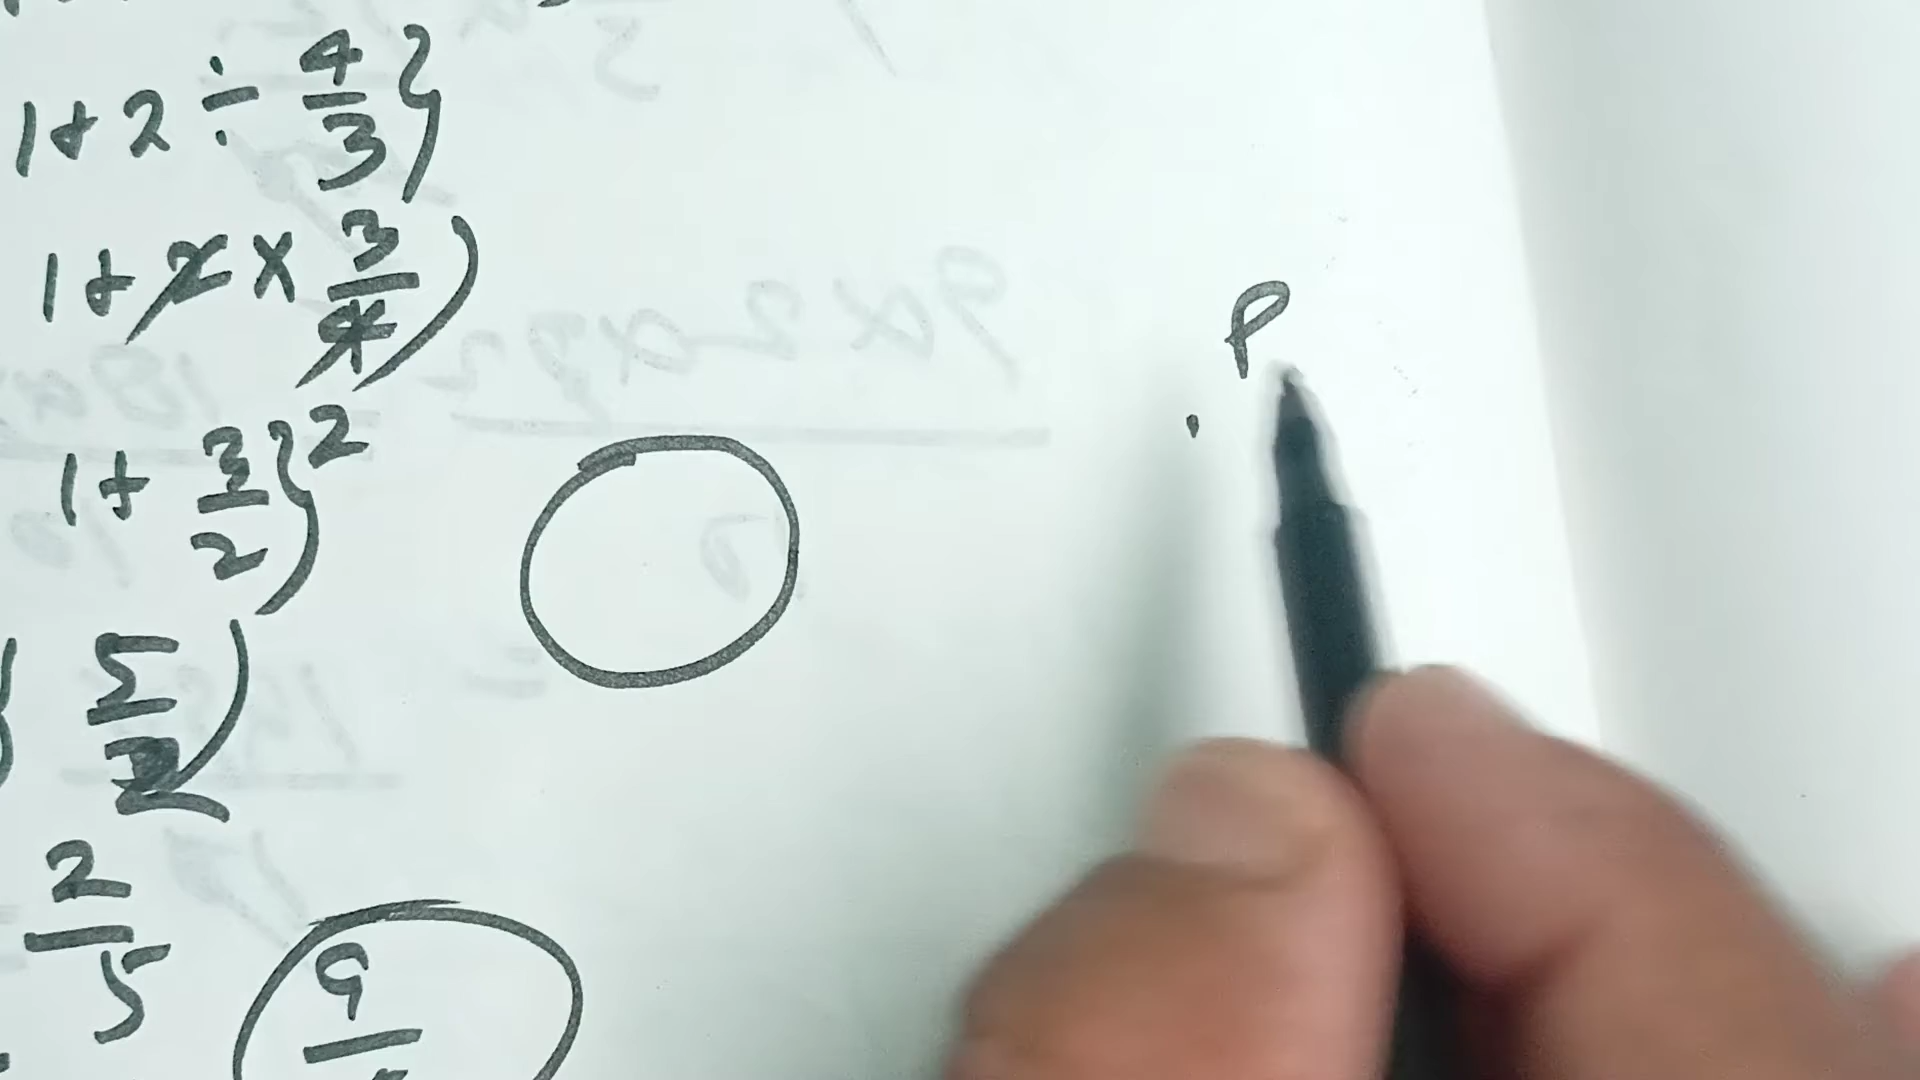 1+2 ÷ 4/3}
1+2 × 3/4)
1+ 3/2}²
{ 5/2)
2/5
9
P
.